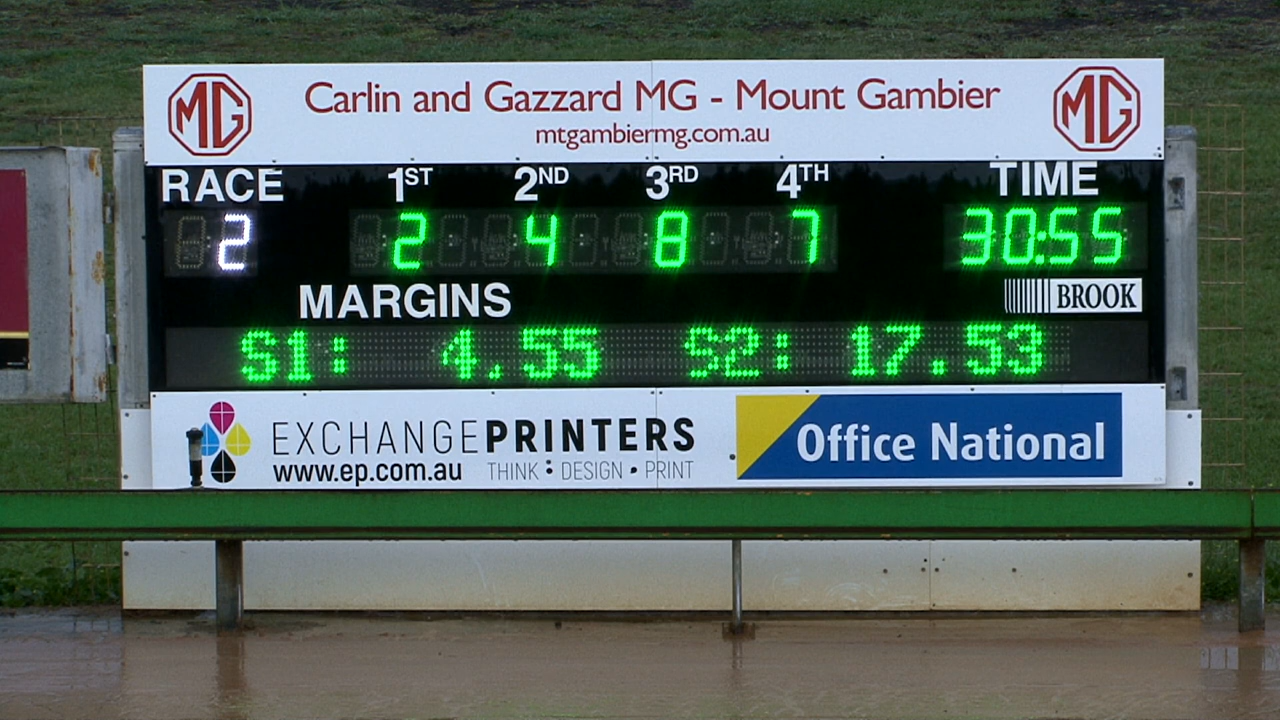 MG Carlin and Gazzard MG - Mount Gambier MG
mtgambiermg.com.au
RACE 1ST 2ND 3RD 4TH TIME
2 2 4 8 7 30:55
MARGINS BROOK
S1: 4.55 S2: 17.53
EXCHANGEPRINTERS
www.ep.com.au THINK : DESIGN • PRINT
Office National